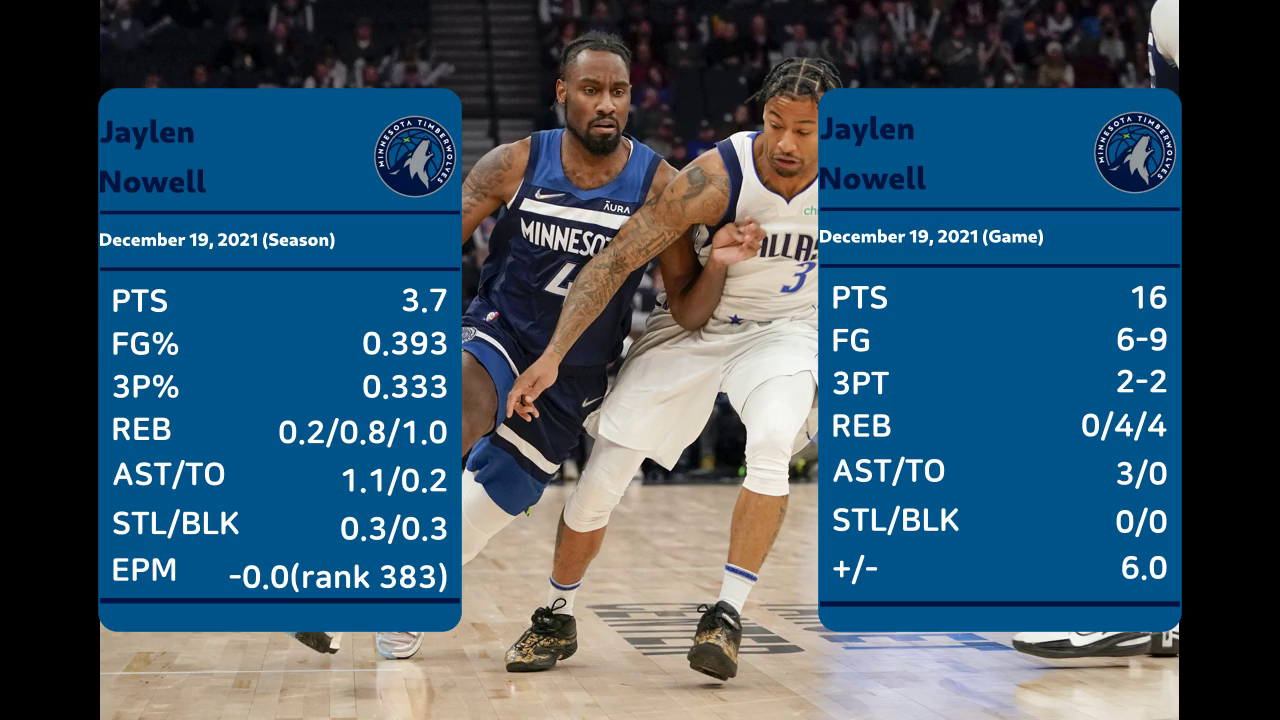 Jaylen
Nowell
MINNESOTA TIMBERWOLVES
December 19, 2021 (Season)
PTS 3.7
FG% 0.393
3P% 0.333
REB 0.2/0.8/1.0
AST/TO 1.1/0.2
STL/BLK 0.3/0.3
EPM -0.0(rank 383)
ĀURA
MINNESO
4
ALLAS
3
Jaylen
Nowell
MINNESOTA TIMBERWOLVES
December 19, 2021 (Game)
PTS 16
FG 6-9
3PT 2-2
REB 0/4/4
AST/TO 3/0
STL/BLK 0/0
+/- 6.0